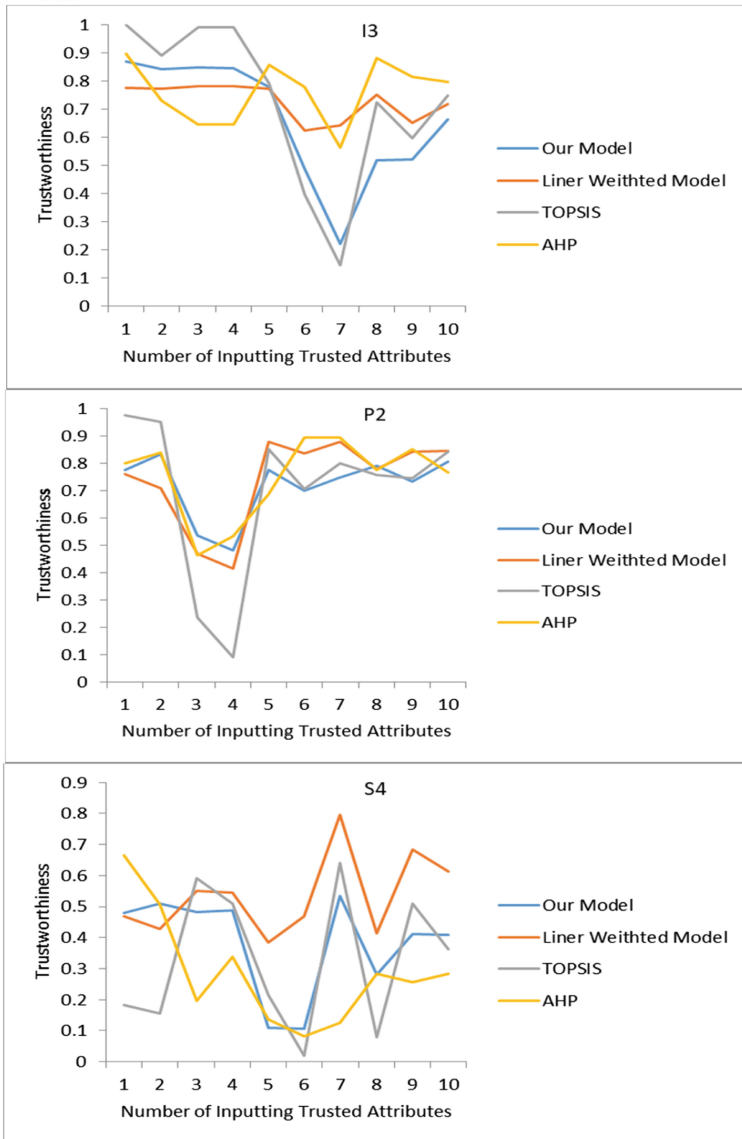 I3
1
0.9
0.8
0.7
0.6
0.5
0.4
0.3
0.2
0.1
0
Trustworthiness
1 2 3 4 5 6 7 8 9 10
Number of Inputting Trusted Attributes
Our Model
Liner Weithted Model
TOPSIS
AHP
P2
1
0.9
0.8
0.7
0.6
0.5
0.4
0.3
0.2
0.1
0
Trustworthiness
1 2 3 4 5 6 7 8 9 10
Number of Inputting Trusted Attributes
Our Model
Liner Weithted Model
TOPSIS
AHP
S4
0.9
0.8
0.7
0.6
0.5
0.4
0.3
0.2
0.1
0
Trustworthiness
1 2 3 4 5 6 7 8 9 10
Number of Inputting Trusted Attributes
Our Model
Liner Weithted Model
TOPSIS
AHP